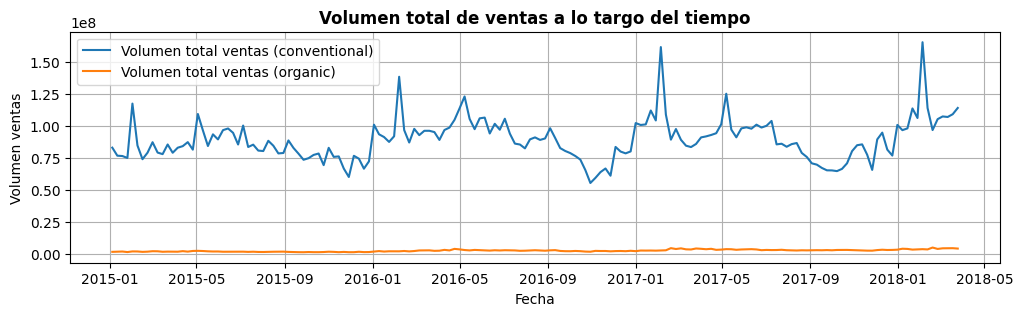 Volumen total de ventas a lo targo del tiempo
1e8
Volumen total ventas (conventional)
Volumen total ventas (organic)
Volumen ventas
1.50
1.25
1.00
0.75
0.50
0.25
0.00
2015-01 2015-05 2015-09 2016-01 2016-05 2016-09 2017-01 2017-05 2017-09 2018-01 2018-05
Fecha